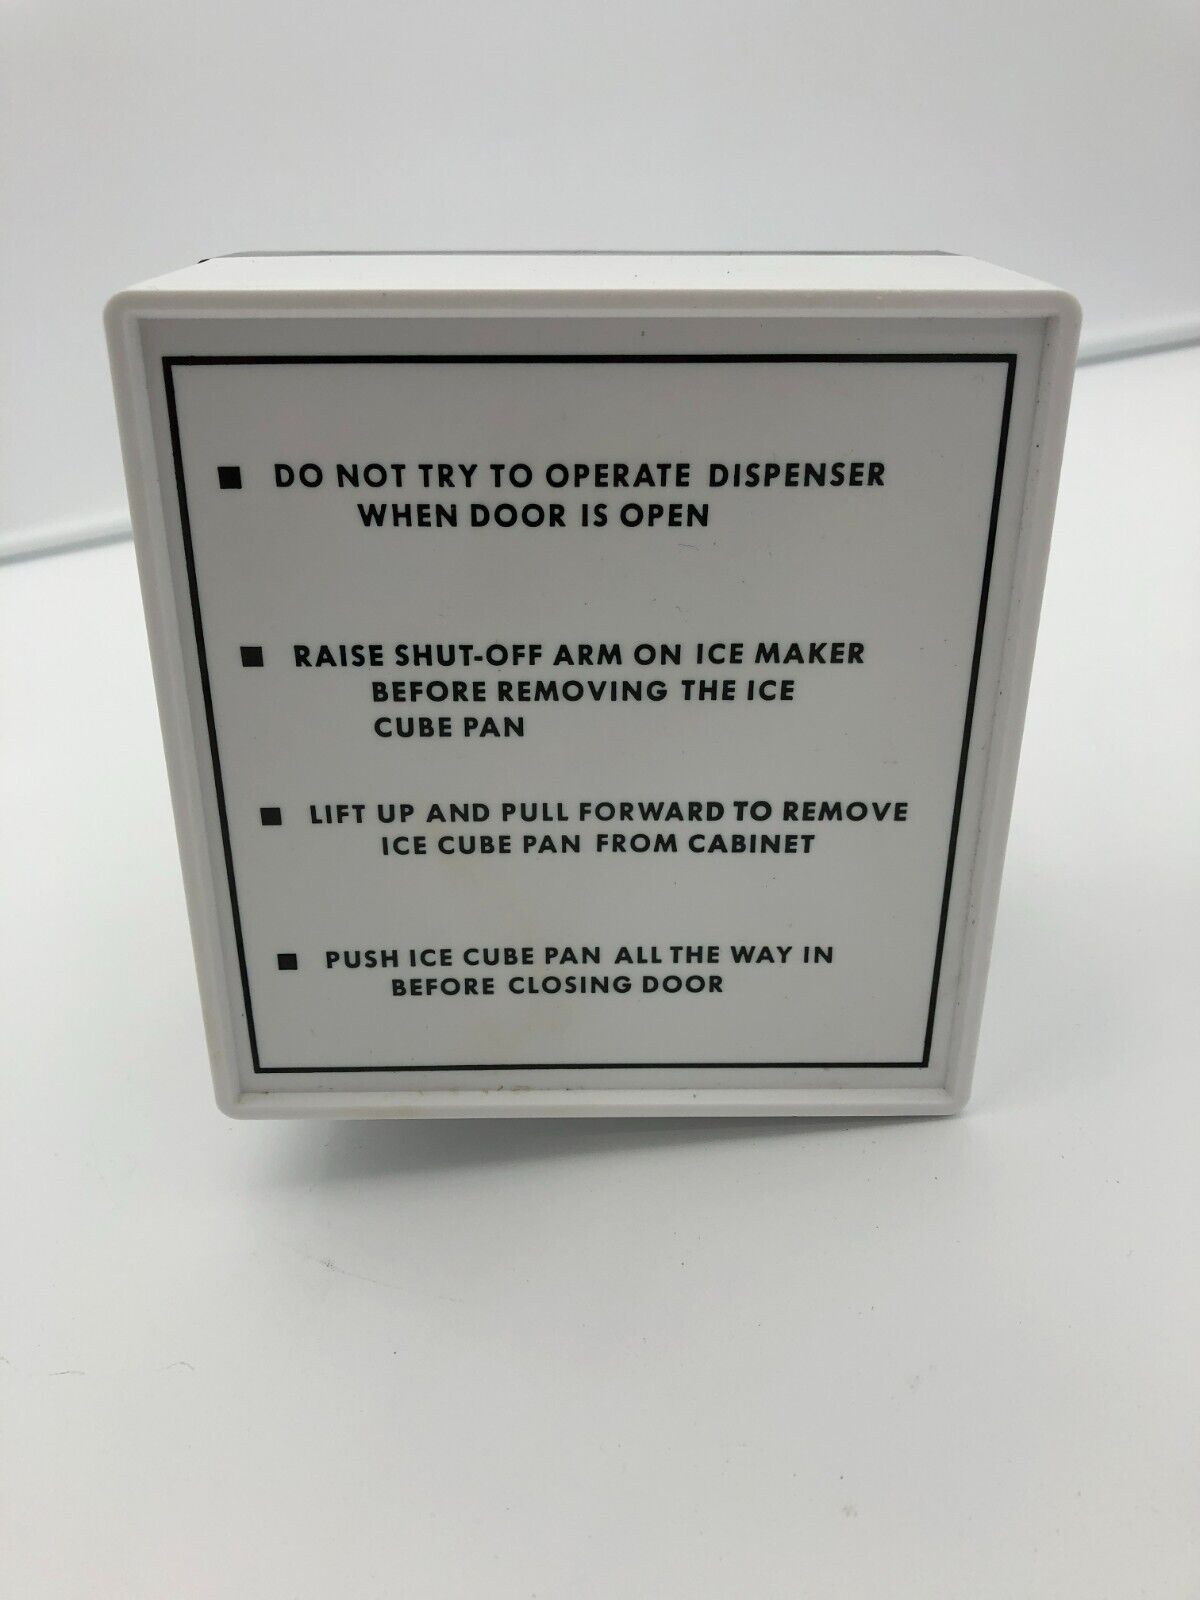 ■ DO NOT TRY TO OPERATE DISPENSER
WHEN DOOR IS OPEN
■ RAISE SHUT-OFF ARM ON ICE MAKER
BEFORE REMOVING THE ICE
CUBE PAN
■ LIFT UP AND PULL FORWARD TO REMOVE
ICE CUBE PAN FROM CABINET
■ PUSH ICE CUBE PAN ALL THE WAY IN
BEFORE CLOSING DOOR